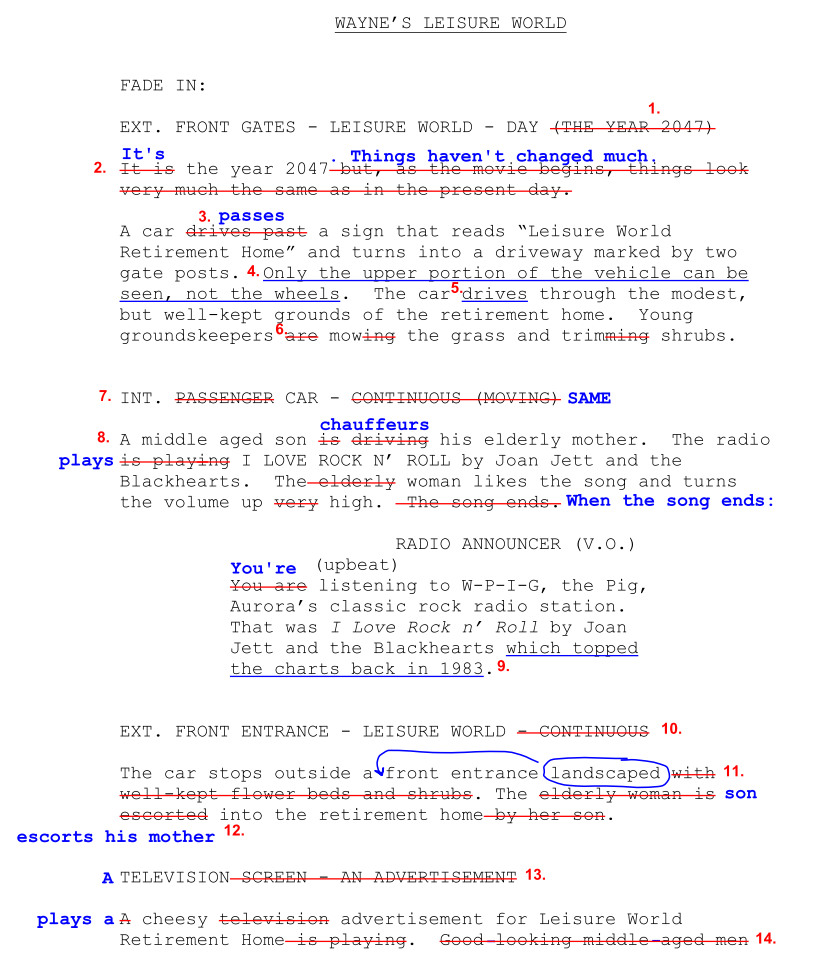 WAYNE’S LEISURE WORLD
FADE IN:
1.
EXT. FRONT GATES - LEISURE WORLD - DAY (THE YEAR 2047)
It's . Things haven't changed much.
2. It is the year 2047 but, as the movie begins, things look
very much the same as in the present day.
3. passes
A car drives past a sign that reads “Leisure World
Retirement Home” and turns into a driveway marked by two
gate posts. 4. Only the upper portion of the vehicle can be
seen, not the wheels. The car 5. drives through the modest,
but well-kept grounds of the retirement home. Young
groundskeepers 6. are mowing the grass and trimming shrubs.
7. INT. PASSENGER CAR - CONTINUOUS (MOVING) SAME
chauffeurs
8. A middle aged son is driving his elderly mother. The radio
plays is playing I LOVE ROCK N’ ROLL by Joan Jett and the
Blackhearts. The elderly woman likes the song and turns
the volume up very high. The song ends. When the song ends:
RADIO ANNOUNCER (V.O.)
You're (upbeat)
You are listening to W-P-I-G, the Pig,
Aurora’s classic rock radio station.
That was I Love Rock n’ Roll by Joan
Jett and the Blackhearts which topped
the charts back in 1983. 9.
EXT. FRONT ENTRANCE - LEISURE WORLD - CONTINUOUS 10.
The car stops outside a front entrance landscaped with 11.
well-kept flower beds and shrubs. The elderly woman is son
escorted into the retirement home by her son.
escorts his mother 12.
A TELEVISION SCREEN - AN ADVERTISEMENT 13.
plays a A cheesy television advertisement for Leisure World
Retirement Home is playing. Good-looking middle-aged men 14.